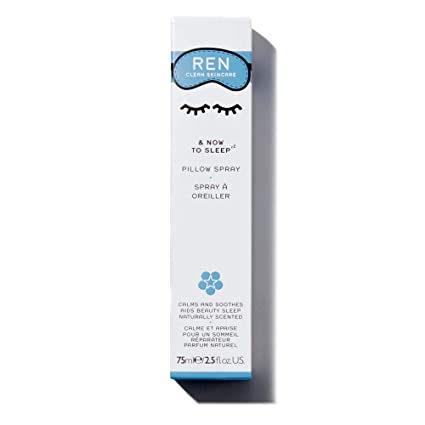 REN
CLEAN SKINCARE
& NOW
TO SLEEP zz
PILLOW SPRAY
SPRAY À
OREILLER
CALMS AND SOOTHES
AIDS BEAUTY SLEEP
NATURALLY SCENTED
CALME ET APAISE
POUR UN SOMMEIL
RÉPARATEUR
PARFUM NATUREL
75ml℮/2.5 fl.oz. US.